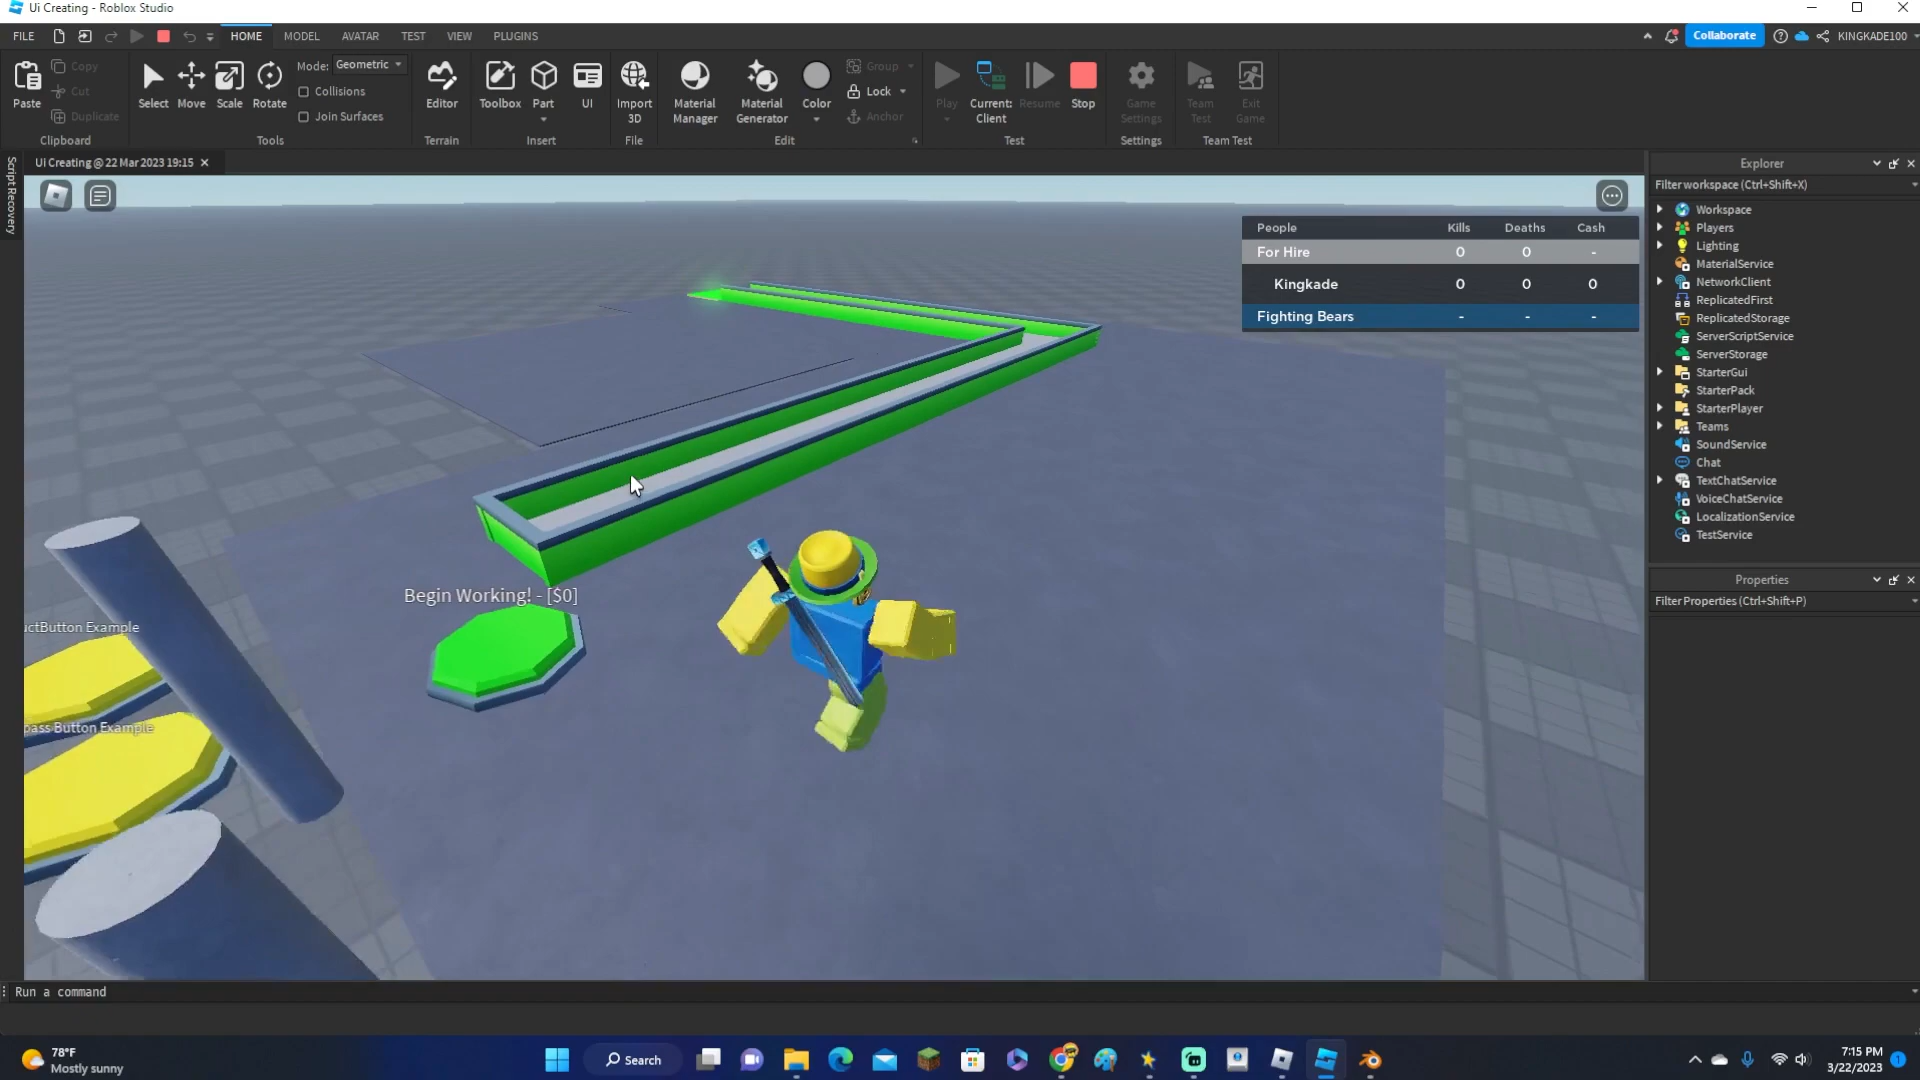 Ui Creating - Roblox Studio
FILE
HOME
MODEL
AVATAR
TEST
VIEW
PLUGINS
Collaborate
KINGKADE100
Paste
Copy
Cut
Duplicate
Clipboard
Select
Move
Scale
Rotate
Mode: Geometric
Collisions
Join Surfaces
Tools
Editor
Terrain
Toolbox
Part
UI
Insert
Import
3D
File
Material
Manager
Material
Generator
Color
Group
Lock
Anchor
Edit
Play
Current:
Client
Resume
Stop
Test
Game
Settings
Settings
Team
Test
Exit
Game
Team Test
Ui Creating @ 22 Mar 2023 19:15
Script Recovery
People Kills Deaths Cash
For Hire 0 0 -
Kingkade 0 0 0
Fighting Bears - - -
Begin Working! - [$0]
uctButton Example
pass Button Example
Explorer
Filter workspace (Ctrl+Shift+X)
Workspace
Players
Lighting
MaterialService
NetworkClient
ReplicatedFirst
ReplicatedStorage
ServerScriptService
ServerStorage
StarterGui
StarterPack
StarterPlayer
Teams
SoundService
Chat
TextChatService
VoiceChatService
LocalizationService
TestService
Properties
Filter Properties (Ctrl+Shift+P)
Run a command
78°F
Mostly sunny
Search
7:15 PM
3/22/2023
1